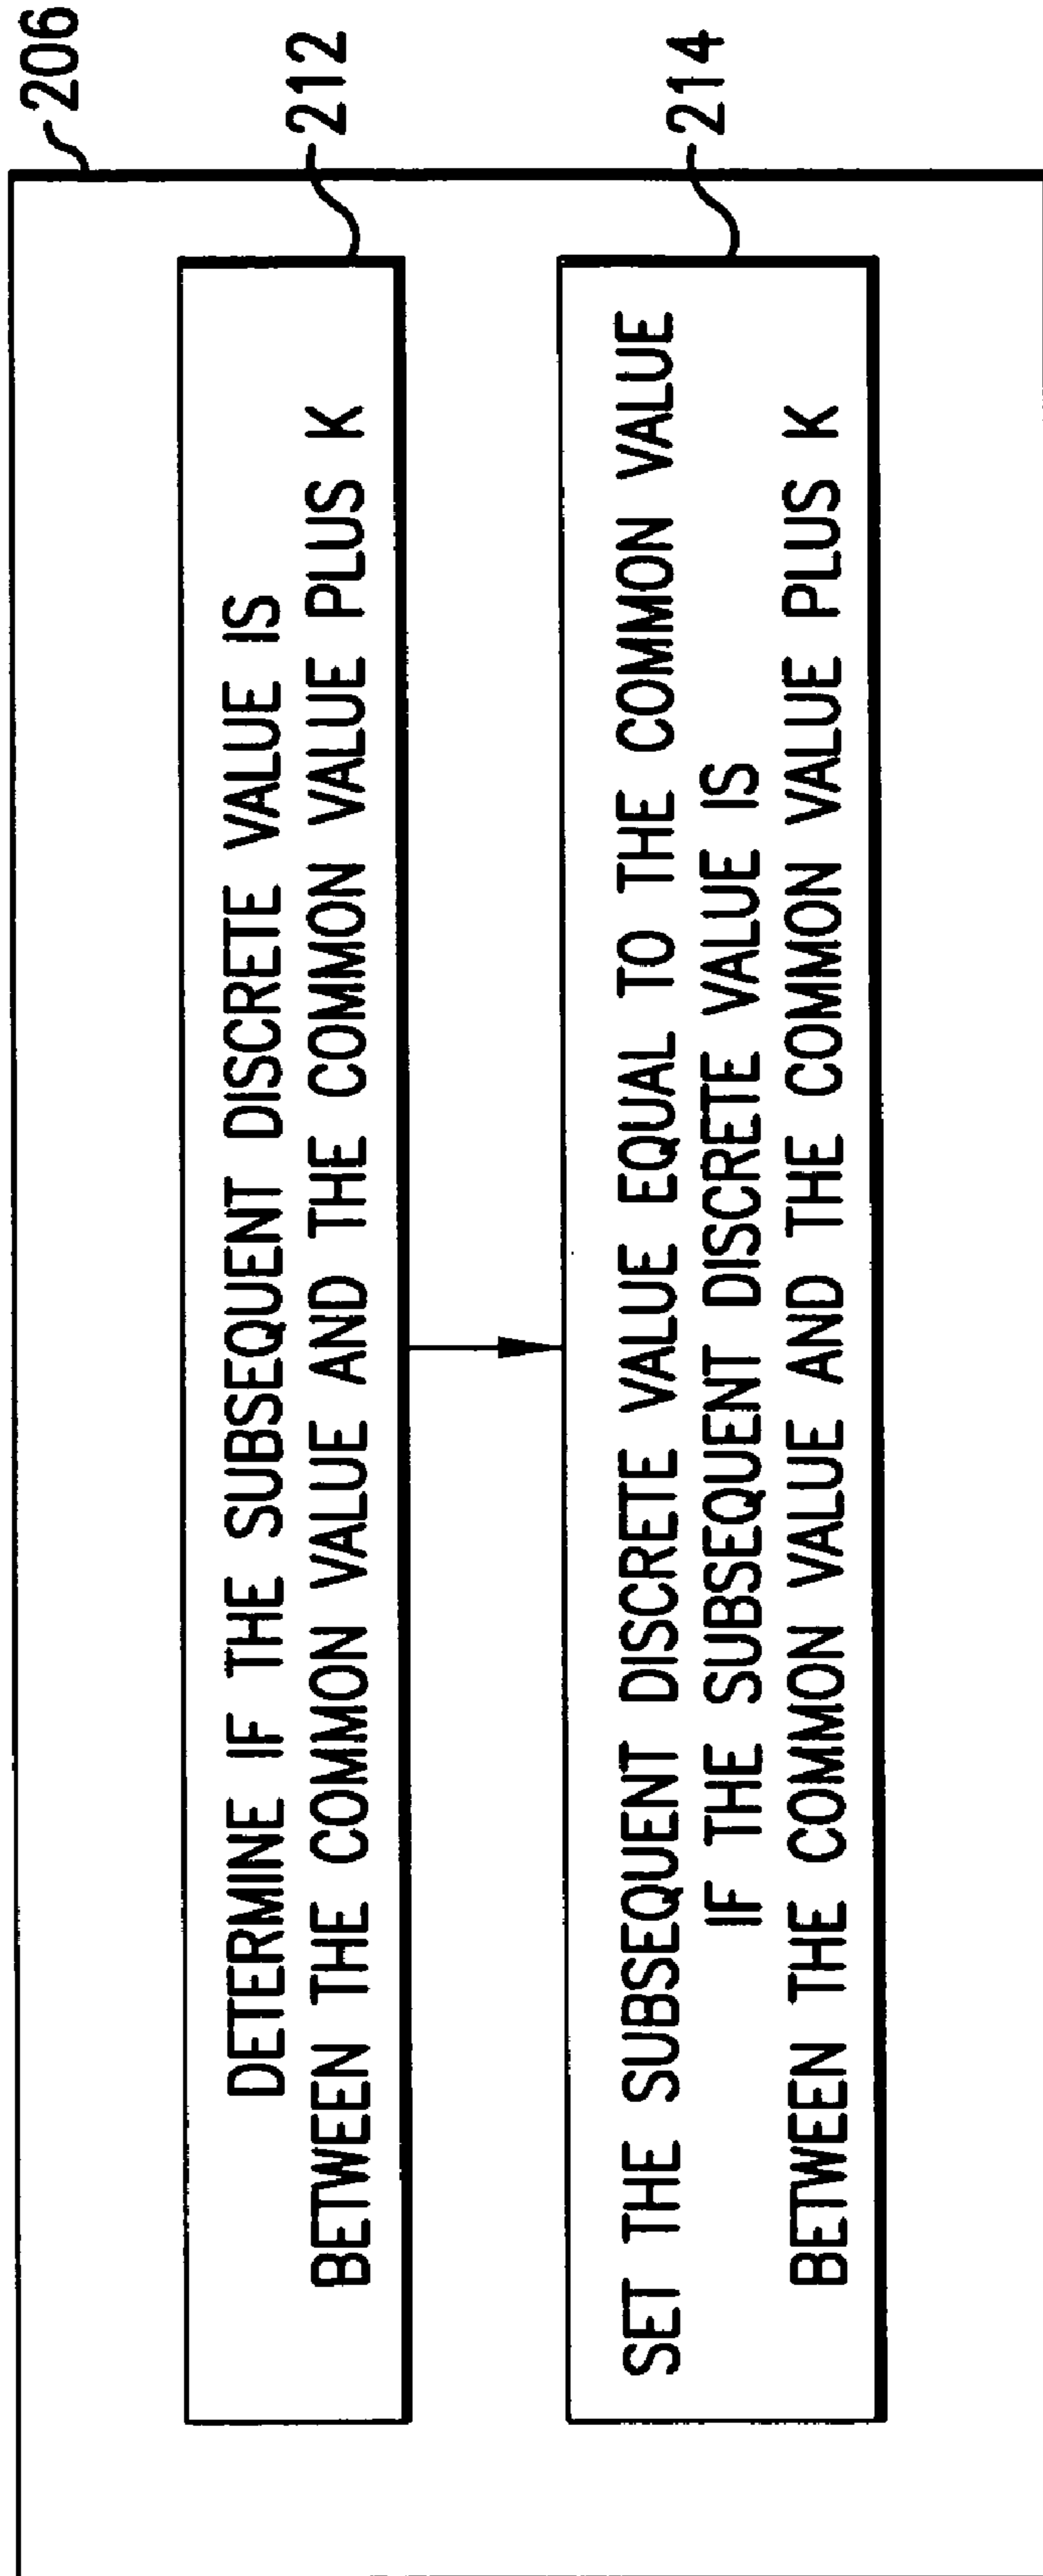 206
212
DETERMINE IF THE SUBSEQUENT DISCRETE VALUE IS
BETWEEN THE COMMON VALUE AND THE COMMON VALUE PLUS K
214
SET THE SUBSEQUENT DISCRETE VALUE EQUAL TO THE COMMON VALUE
IF THE SUBSEQUENT DISCRETE VALUE IS
BETWEEN THE COMMON VALUE AND THE COMMON VALUE PLUS K